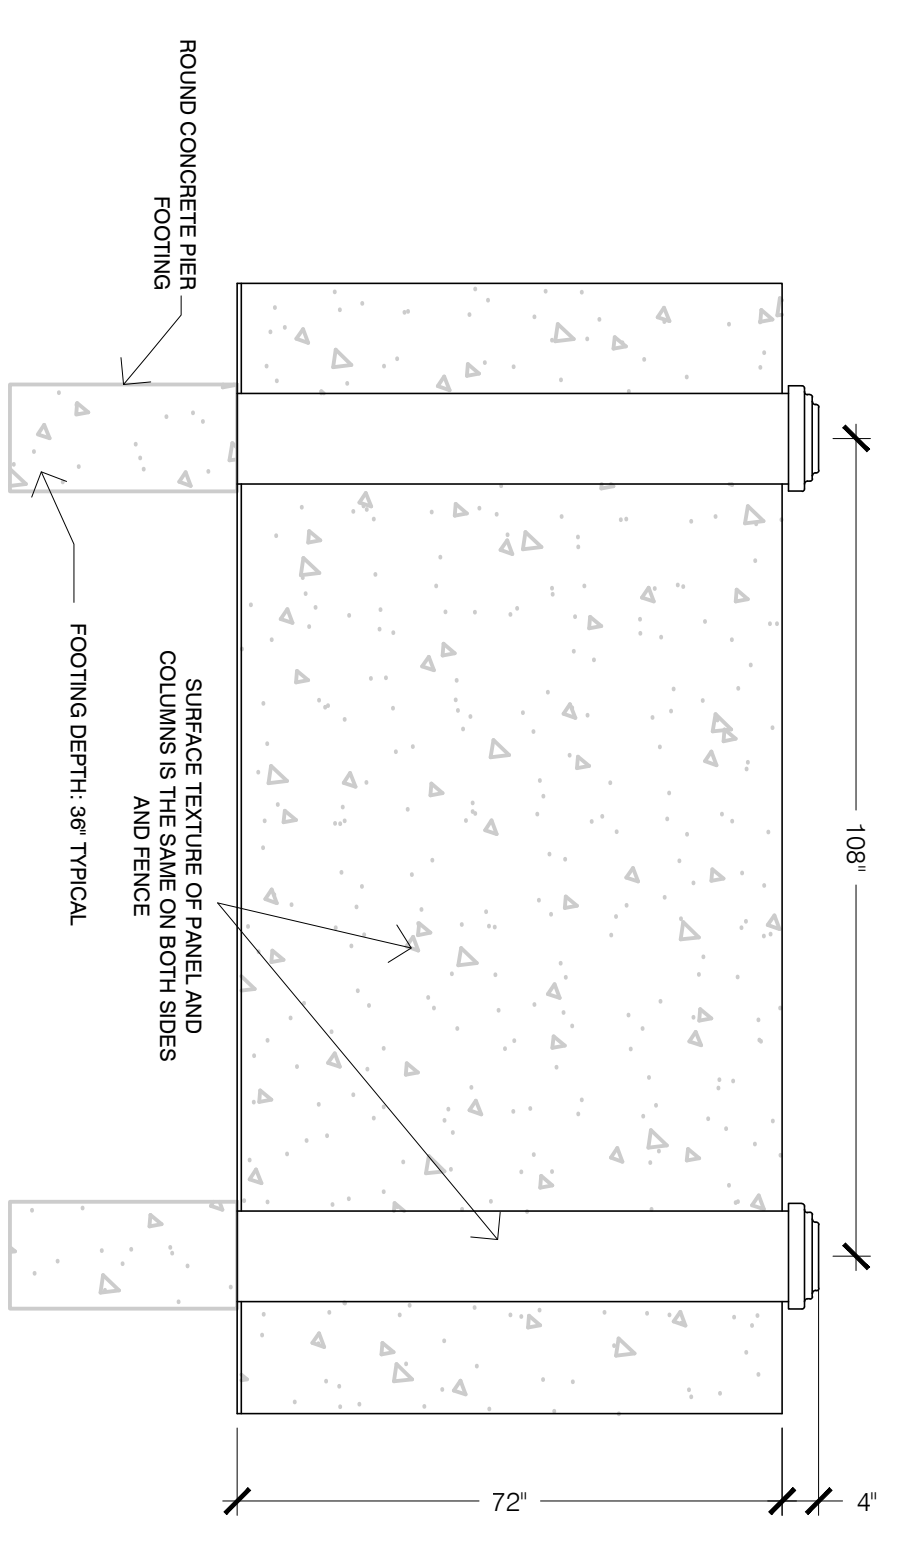 108"
4"
72"
SURFACE TEXTURE OF PANEL AND
COLUMNS IS THE SAME ON BOTH SIDES
AND FENCE
ROUND CONCRETE PIER
FOOTING
FOOTING DEPTH: 36" TYPICAL